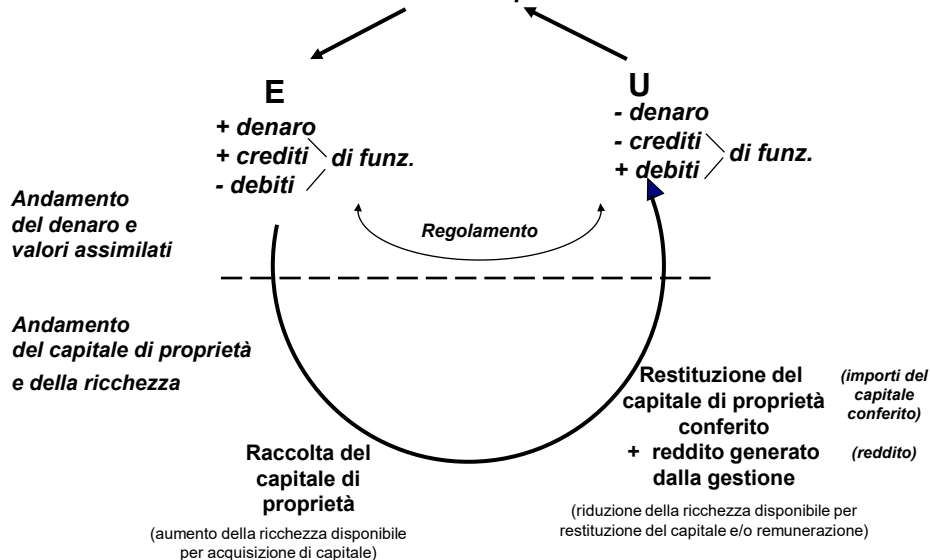 E
+ denaro
+ crediti
- debiti
di funz.
U
- denaro
- crediti
+ debiti
di funz.
Andamento
del denaro e
valori assimilati
Regolamento
Andamento
del capitale di proprietà
e della ricchezza
Raccolta del
capitale di
proprietà
(aumento della ricchezza disponibile
per acquisizione di capitale)
Restituzione del
capitale di proprietà
conferito
+ reddito generato
dalla gestione
(importi del
capitale
conferito)
(reddito)
(riduzione della ricchezza disponibile per
restituzione del capitale e/o remunerazione)